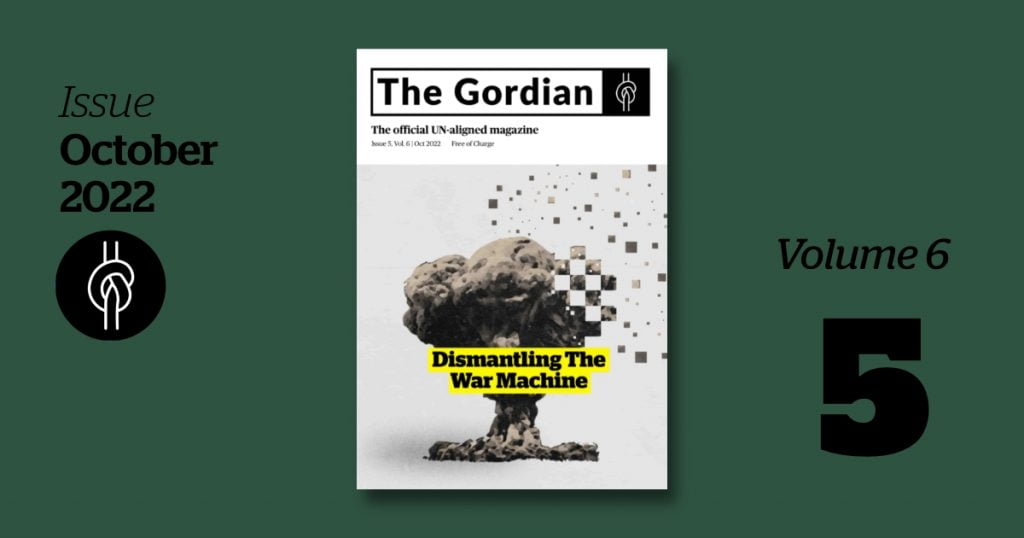 Issue
October
2022
The Gordian
The official UN-aligned magazine
Issue 5, Vol. 6 | Oct 2022 Free of Charge
Dismantling The
War Machine
Volume 6
5